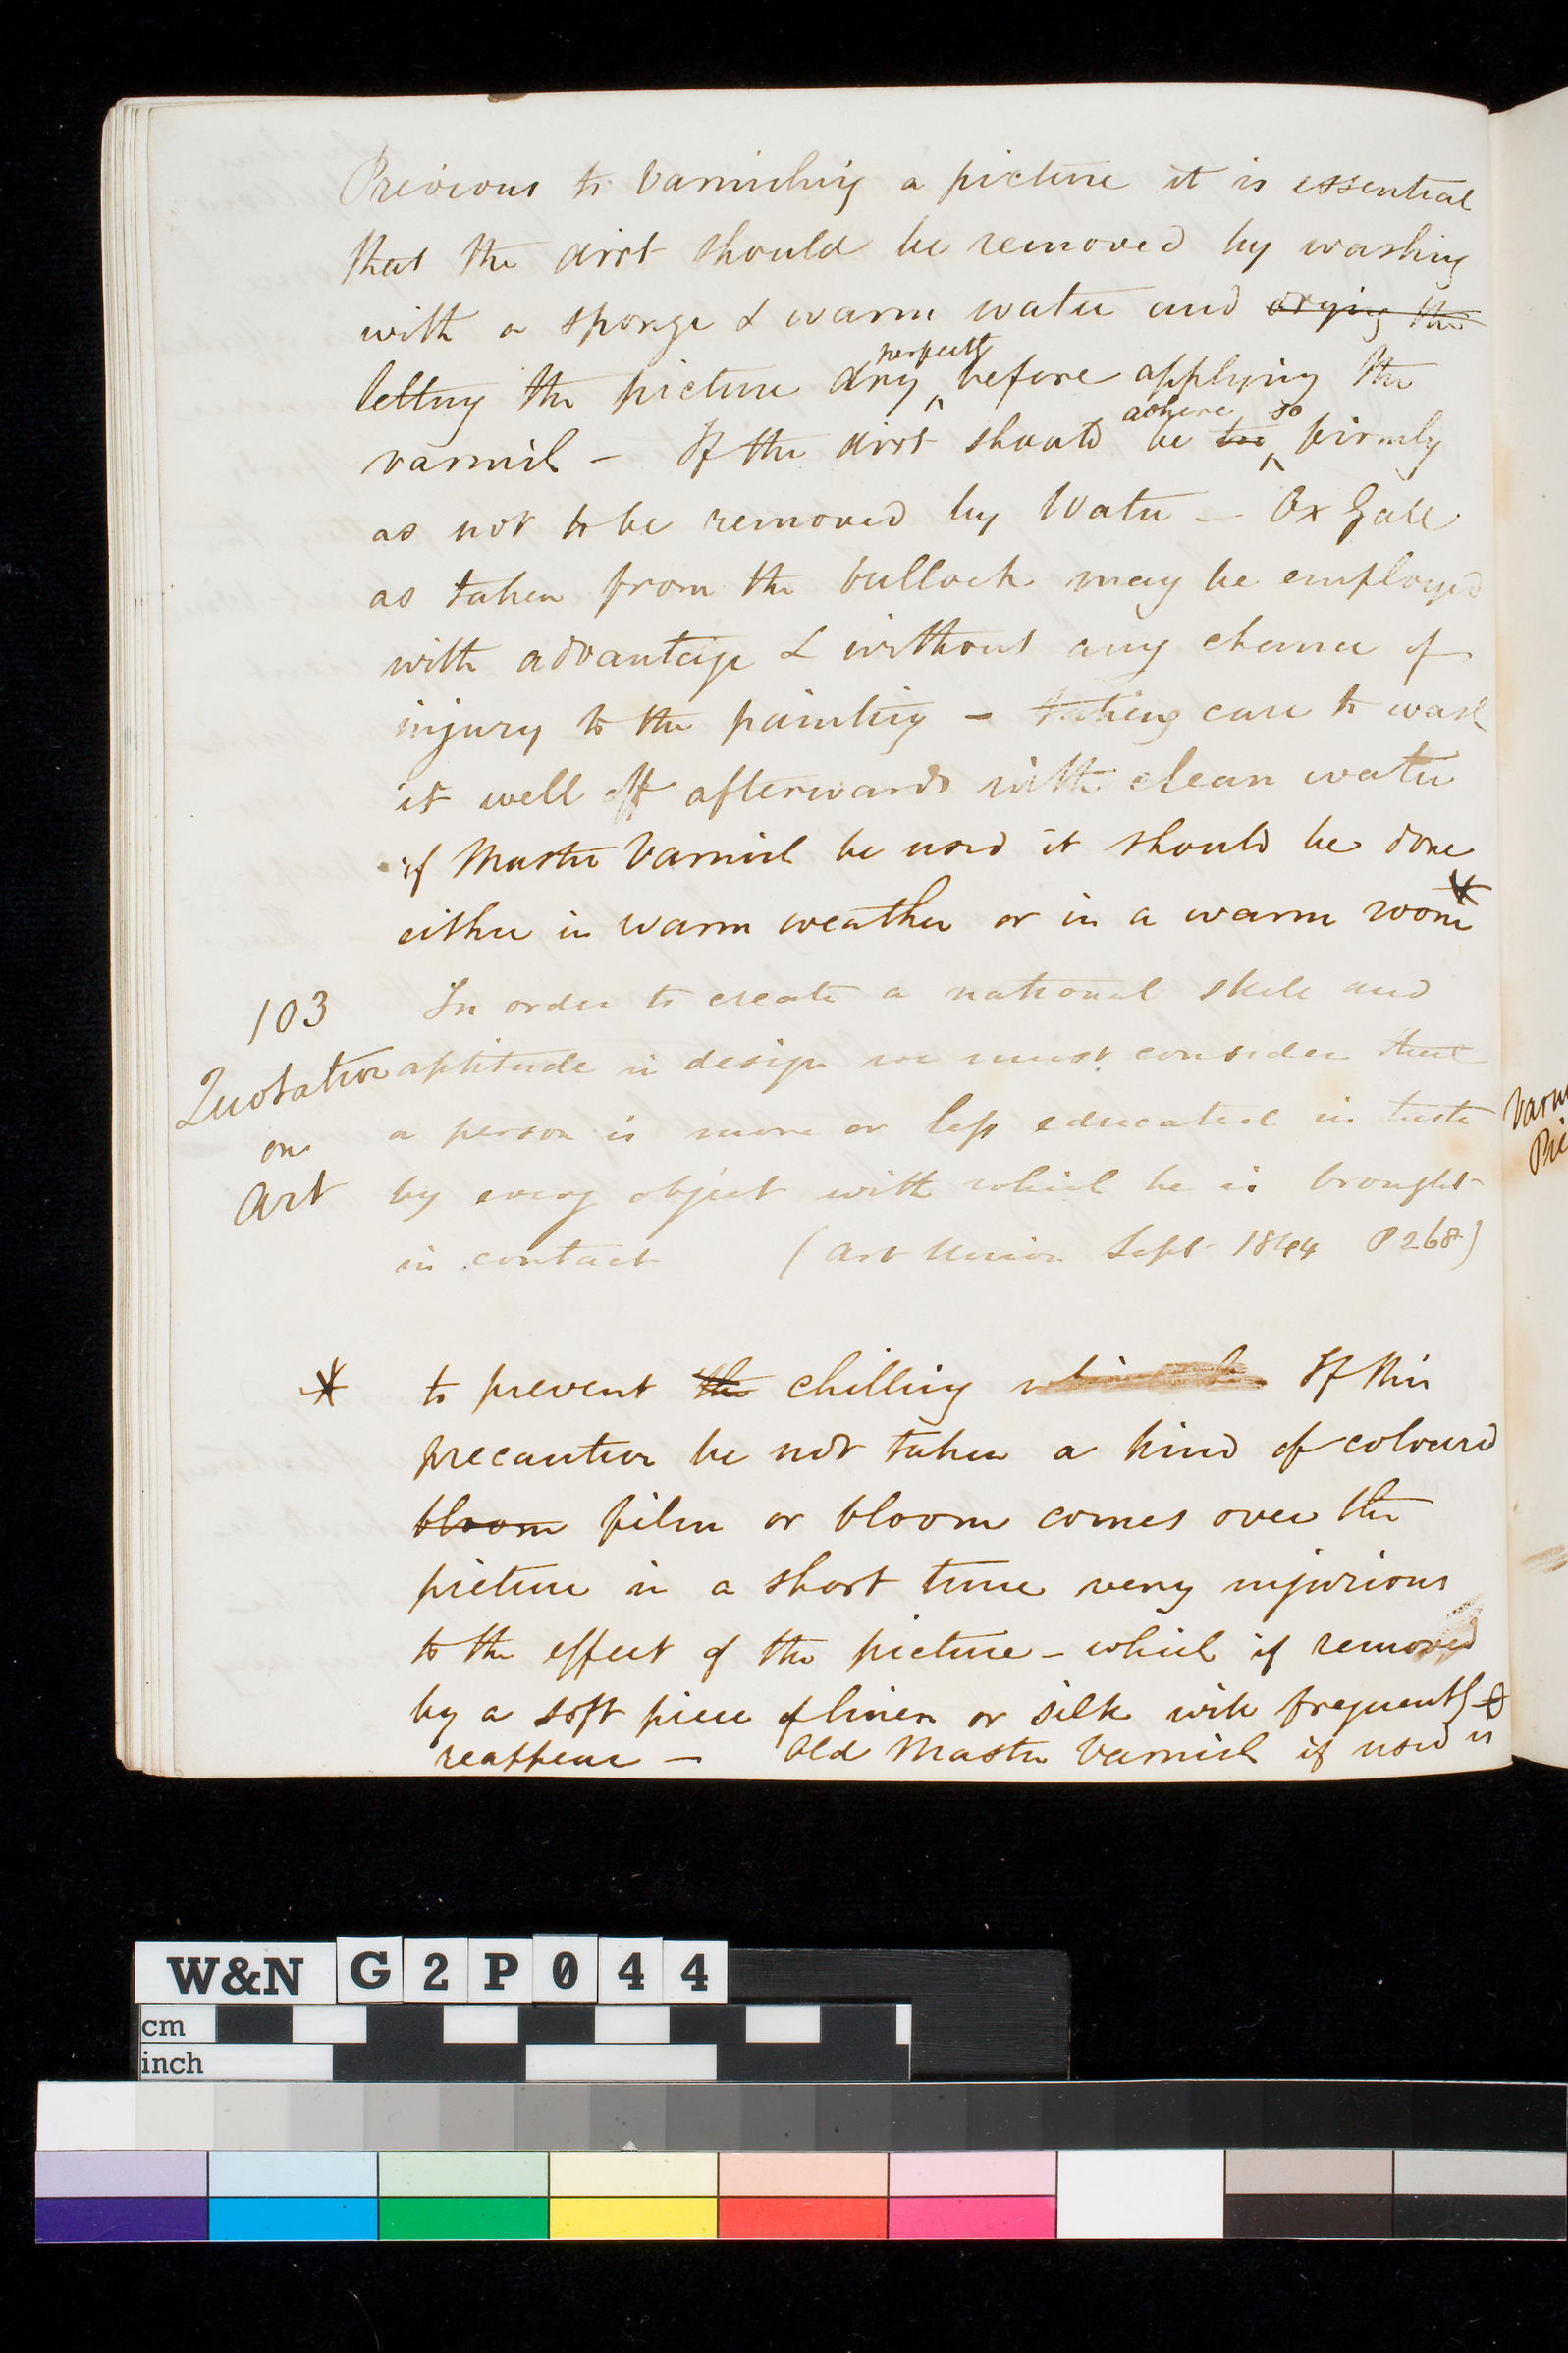 Previous to Varnishing a picture it is essential
that the dirt should be removed by washing
with a sponge & warm water and drying the
letting the picture dry perfectly before applying the
varnish — If the dirt should adhere be too so firmly
as not to be removed by Water — Ox Gall
as taken from the bullock may be employed
with advantage & without any chance of
injury to the painting — taking care to wash
it well off afterwards with clean water
if Mastic Varnish be used it should be done
either in warm weather or in a warm room *
103
Quotation
on
Art
In order to create a national skill and
aptitude in design we must consider that
a person is more or less educated in taste
by every object with which he is brought
in contact (Art Union Sept 1844 P 268)
* to prevent the chilling If this
precaution be not taken a kind of coloured
bloom film or bloom comes over the
picture in a short time very injurious
to the effect of the picture — which if removed
by a soft piece of linen or silk will frequently
reappear — Old Mastic Varnish if used is
Varn
Pic
W&N G2P044
cm
inch